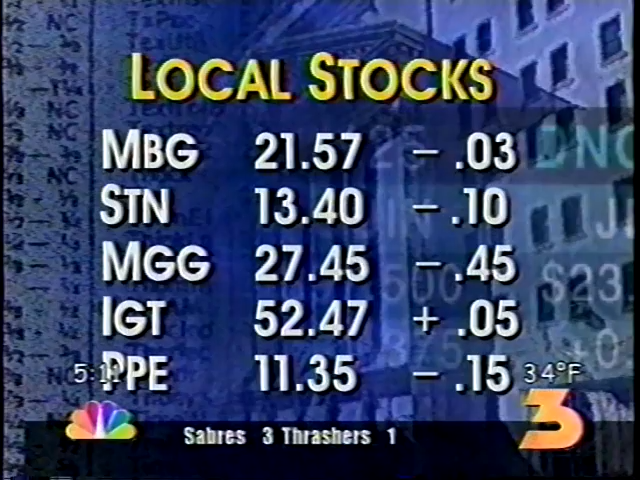 LOCAL STOCKS
MBG 21.57 - .03
STN 13.40 - .10
MGG 27.45 - .45
IGT 52.47 + .05
PPE 11.35 - .15
34°F
3
Sabres 3 Thrashers 1